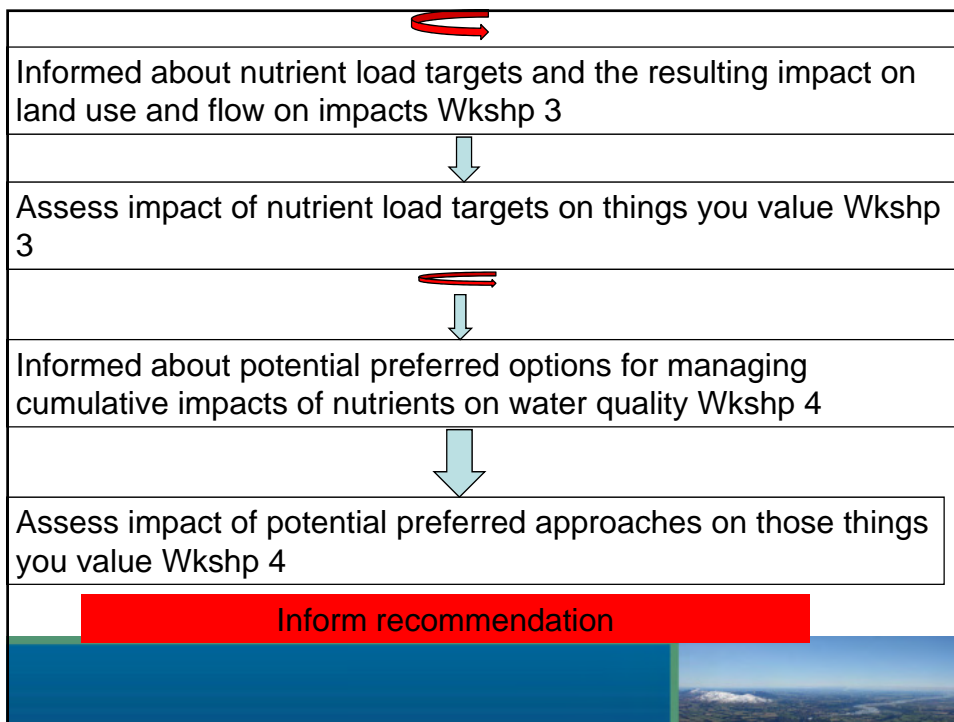 Informed about nutrient load targets and the resulting impact on
land use and flow on impacts Wkshp 3
Assess impact of nutrient load targets on things you value Wkshp
3
Informed about potential preferred options for managing
cumulative impacts of nutrients on water quality Wkshp 4
Assess impact of potential preferred approaches on those things
you value Wkshp 4
Inform recommendation